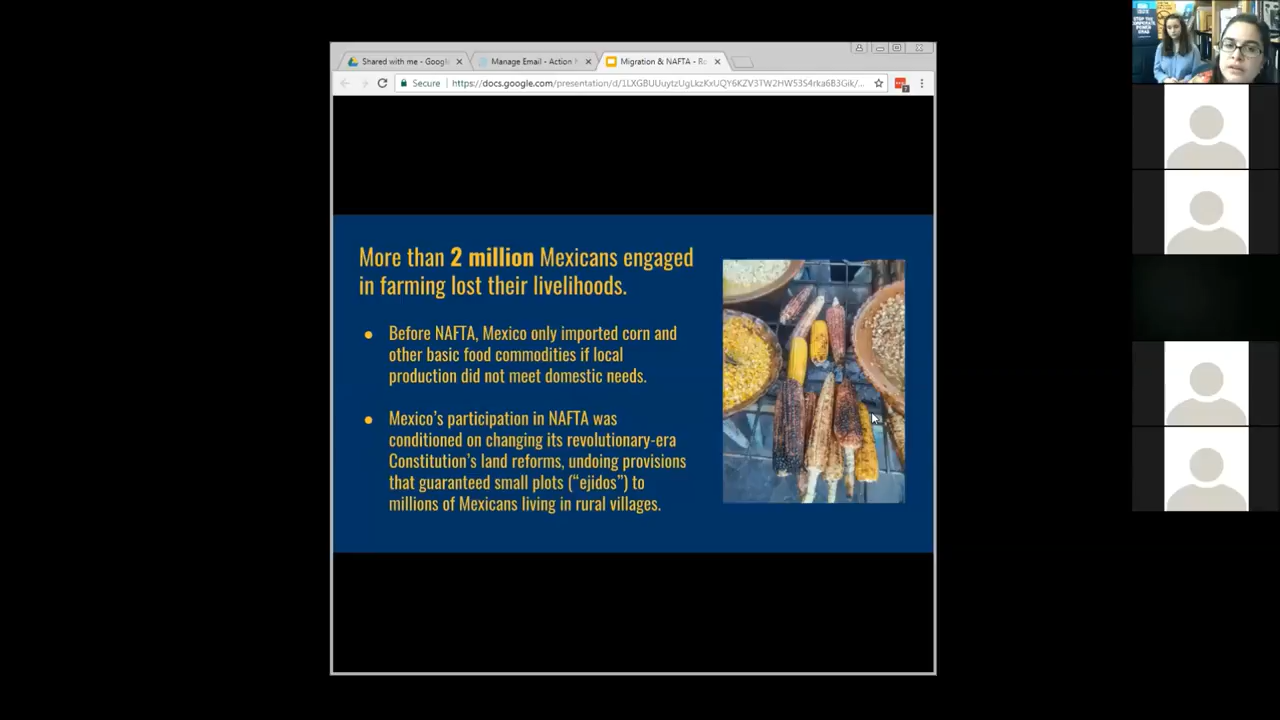 Shared with me - Googl
Manage Email - Action
Migration & NAFTA - Ro
Secure
More than 2 million Mexicans engaged
in farming lost their livelihoods.
● Before NAFTA, Mexico only imported corn and
other basic food commodities if local
production did not meet domestic needs.
● Mexico’s participation in NAFTA was
conditioned on changing its revolutionary-era
Constitution’s land reforms, undoing provisions
that guaranteed small plots (“ejidos”) to
millions of Mexicans living in rural villages.